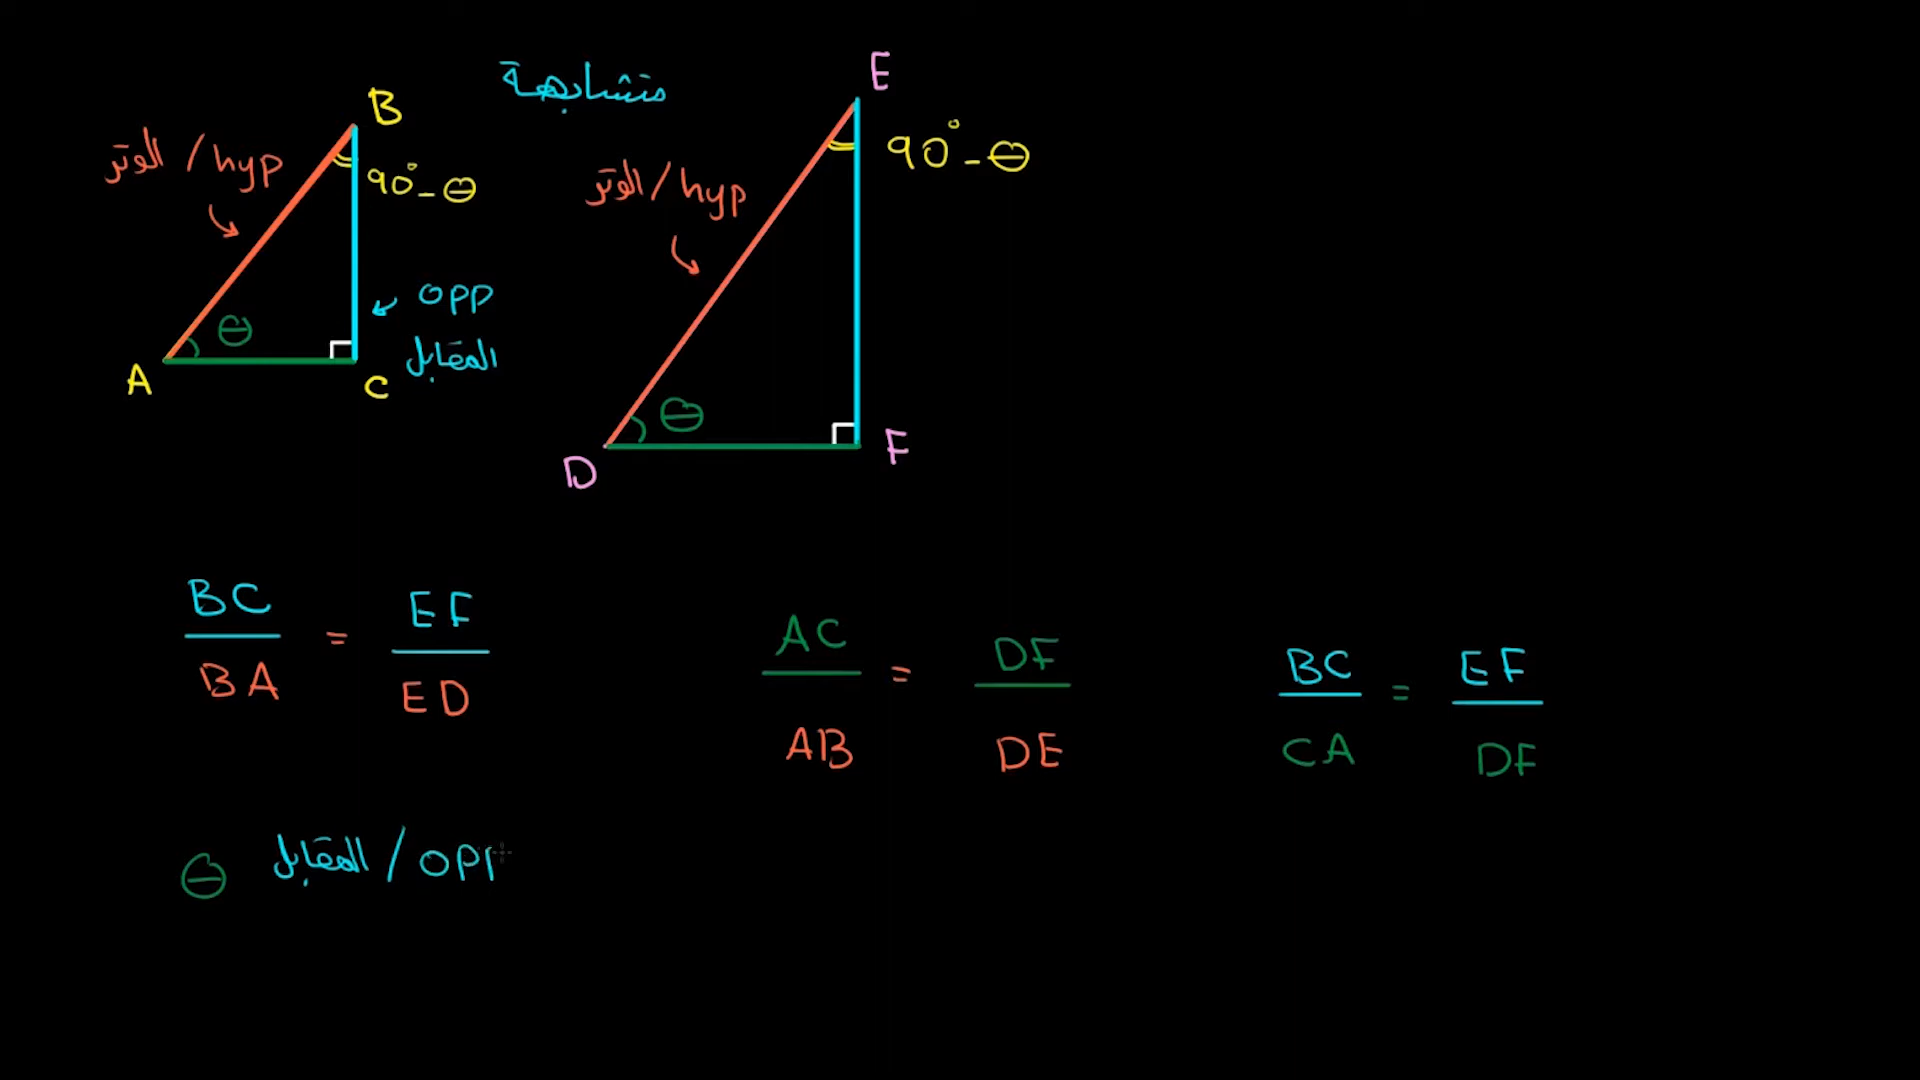 متشابهة
E
B
الوتر / hyp
90° - θ
90° - θ
الوتر / hyp
opp
المقابل
θ
A
C
θ
D
F
BC / BA = EF / ED
AC / AB = DF / DE
BC / CA = EF / DF
θ المقابل / opp